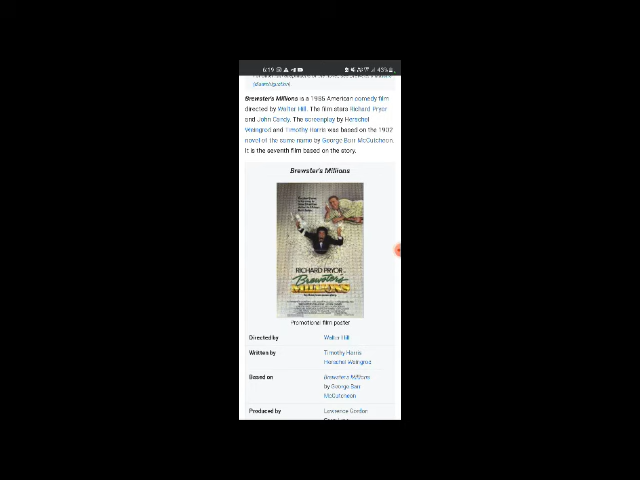 6:19
43%
(disambiguation)
Brewster's Millions is a 1985 American comedy film
directed by Walter Hill. The film stars Richard Pryor
and John Candy. The screenplay by Herschel
Weingrod and Timothy Harris was based on the 1902
novel of the same name by George Barr McCutcheon.
It is the seventh film based on the story.
Brewster's Millions
RICHARD PRYOR
Brewster's
MILLIONS
Promotional film poster
Directed by Walter Hill
Written by Timothy Harris
Herschel Weingrod
Based on Brewster's Millions
by George Barr
McCutcheon
Produced by Lawrence Gordon